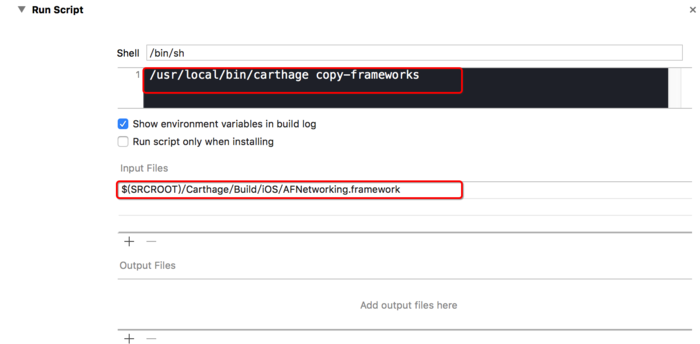 Run Script
Shell /bin/sh
1 /usr/local/bin/carthage copy-frameworks
Show environment variables in build log
Run script only when installing
Input Files
$(SRCROOT)/Carthage/Build/iOS/AFNetworking.framework
Output Files
Add output files here